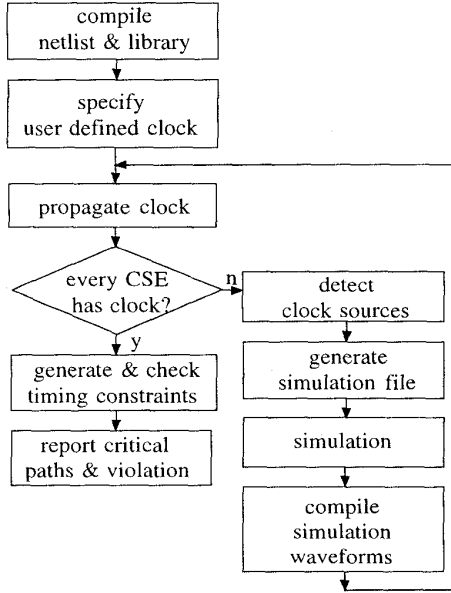 compile
netlist & library
specify
user defined clock
propagate clock
every CSE
has clock?
n
y
detect
clock sources
generate & check
timing constraints
generate
simulation file
report critical
paths & violation
simulation
compile
simulation
waveforms